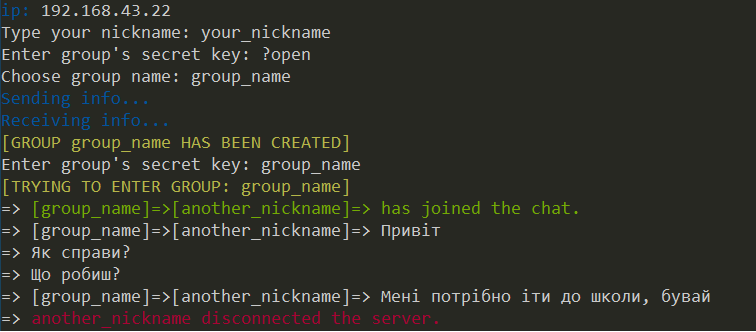 ip: 192.168.43.22
Type your nickname: your_nickname
Enter group's secret key: ?open
Choose group name: group_name
Sending info...
Receiving info...
[GROUP group_name HAS BEEN CREATED]
Enter group's secret key: group_name
[TRYING TO ENTER GROUP: group_name]
=> [group_name]=>[another_nickname]=> has joined the chat.
=> [group_name]=>[another_nickname]=> Привіт
=> Як справи?
=> Що робиш?
=> [group_name]=>[another_nickname]=> Мені потрібно іти до школи, бувай
=> another_nickname disconnected the server.